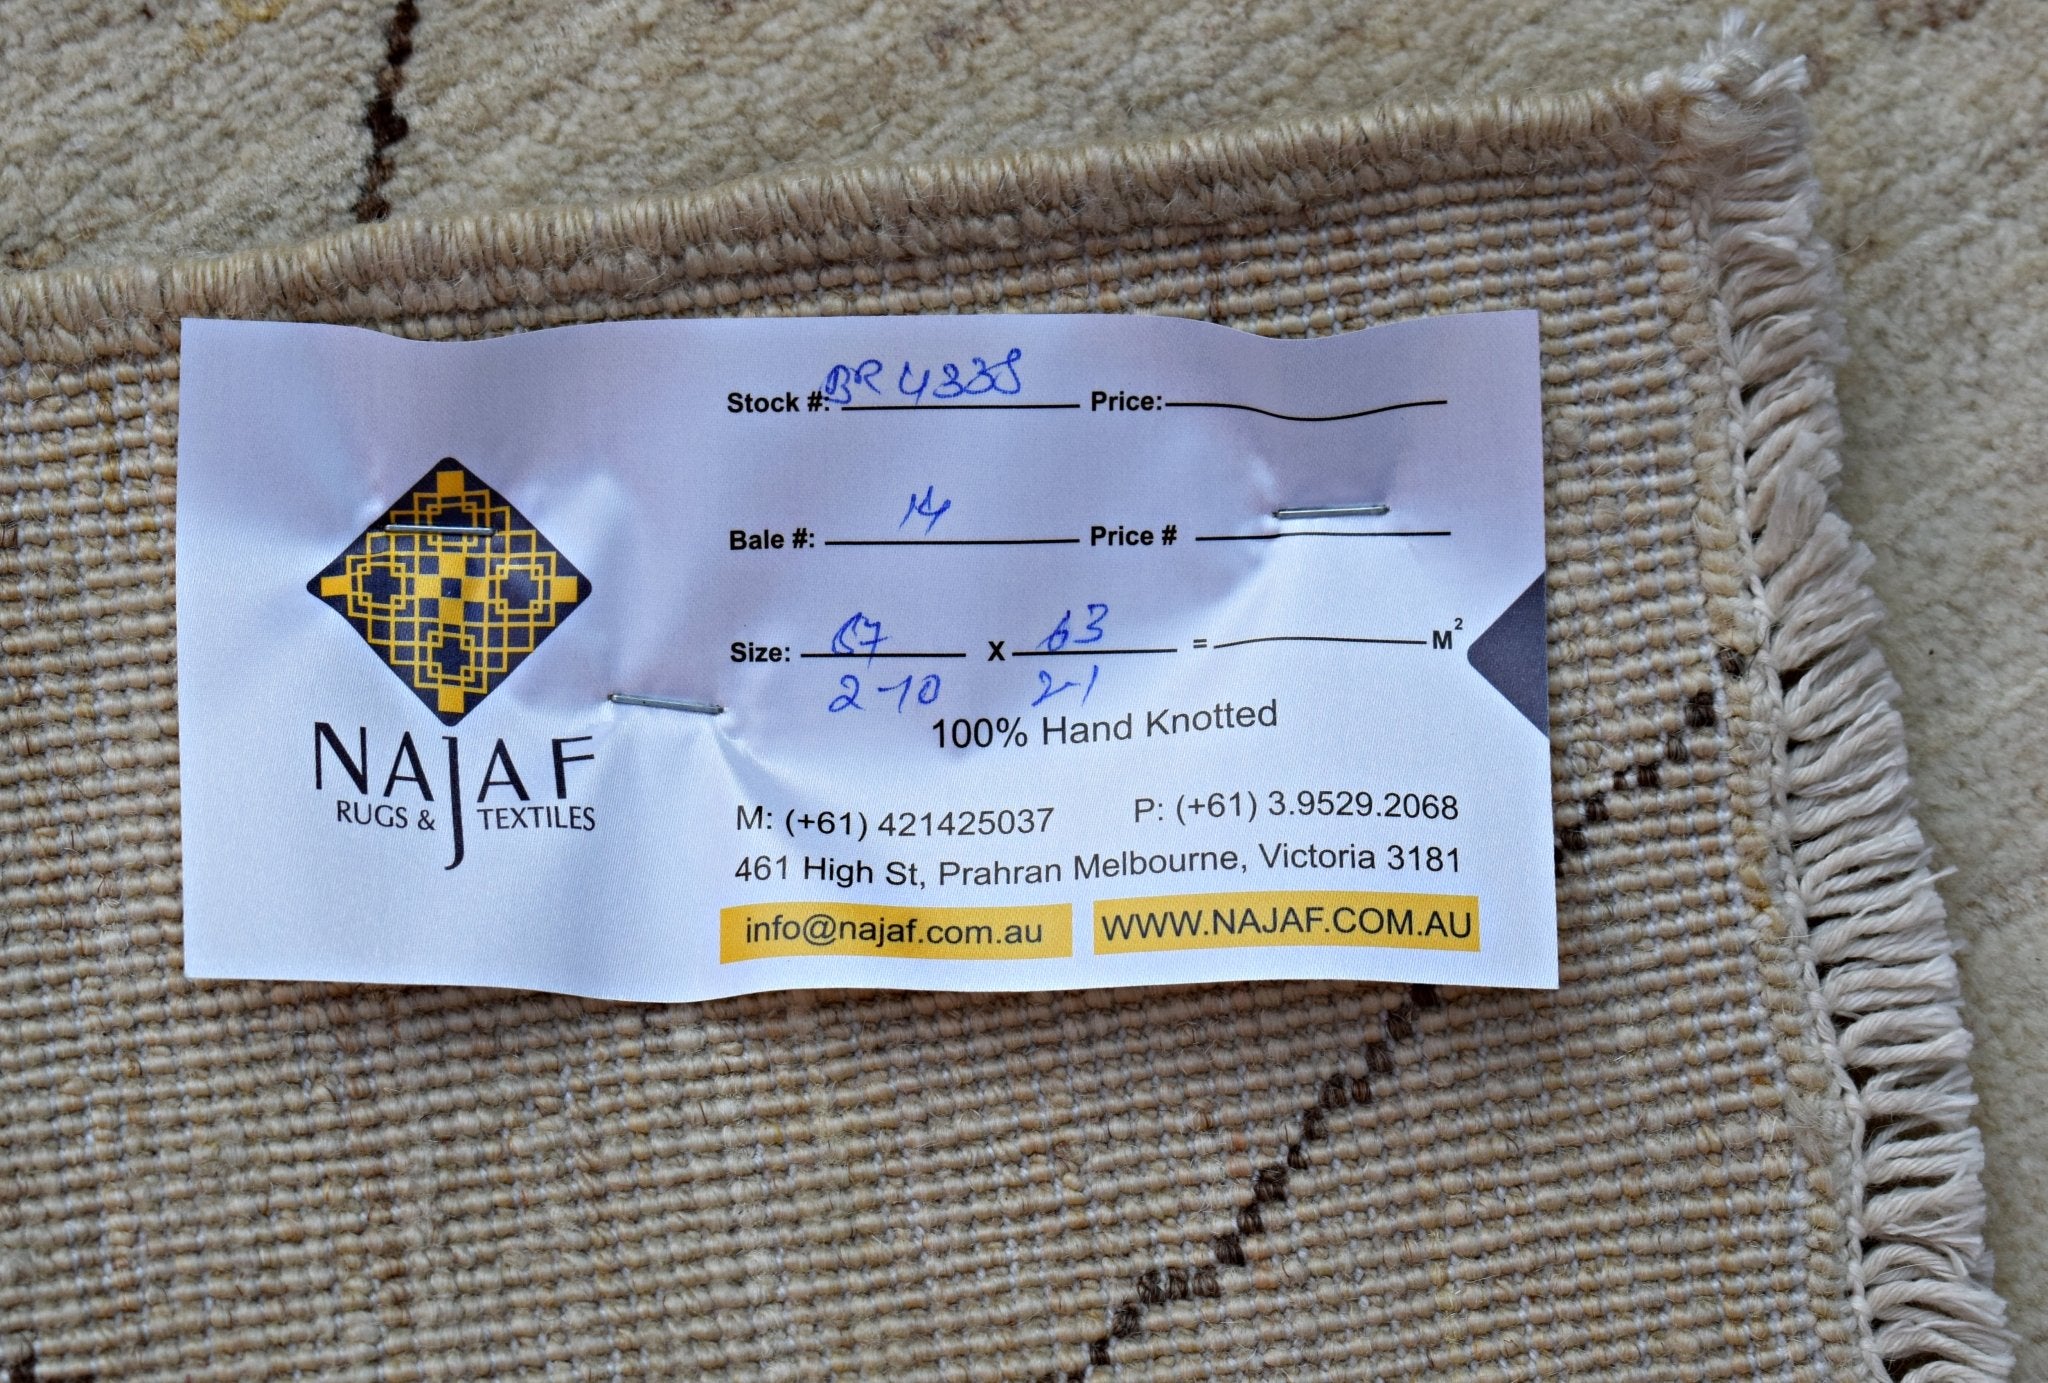 Stock #: BR 4338 Price:
Bale #: 14 Price #
Size: 87 X 63 = M²
2-10 2-1
100% Hand Knotted
NAJAF
RUGS & TEXTILES
M: (+61) 421425037 P: (+61) 3.9529.2068
461 High St, Prahran Melbourne, Victoria 3181
info@najaf.com.au WWW.NAJAF.COM.AU